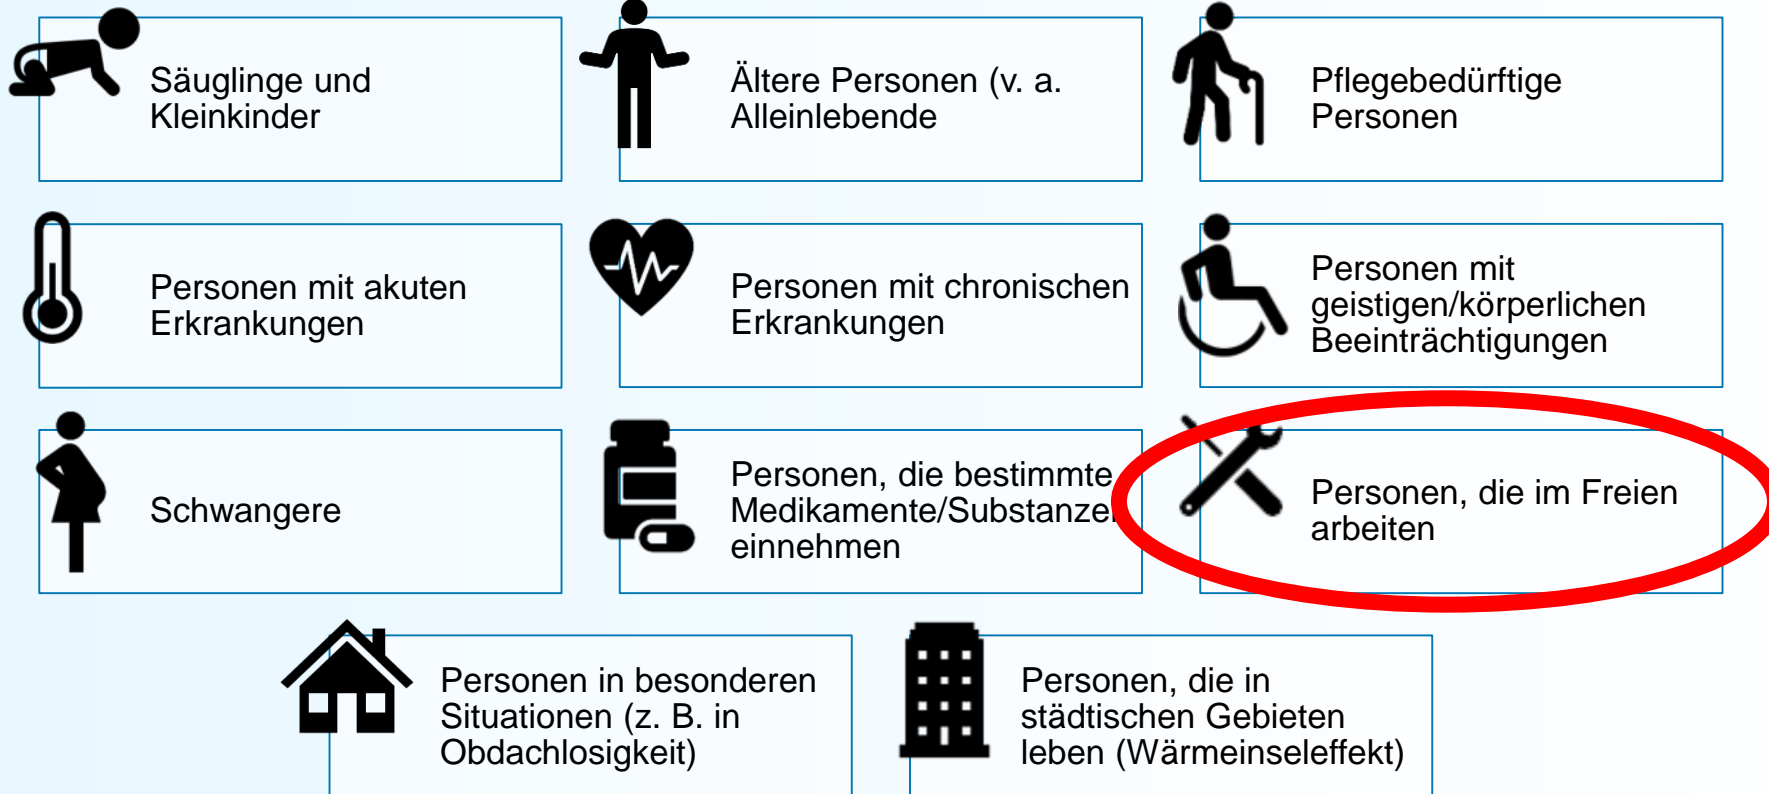 Säuglinge und
Kleinkinder
Ältere Personen (v. a.
Alleinlebende
Pflegebedürftige
Personen
Personen mit akuten
Erkrankungen
Personen mit chronischen
Erkrankungen
Personen mit
geistigen/körperlichen
Beeinträchtigungen
Schwangere
Personen, die bestimmte
Medikamente/Substanzen
einnehmen
Personen, die im Freien
arbeiten
Personen in besonderen
Situationen (z. B. in
Obdachlosigkeit)
Personen, die in
städtischen Gebieten
leben (Wärmeinseleffekt)